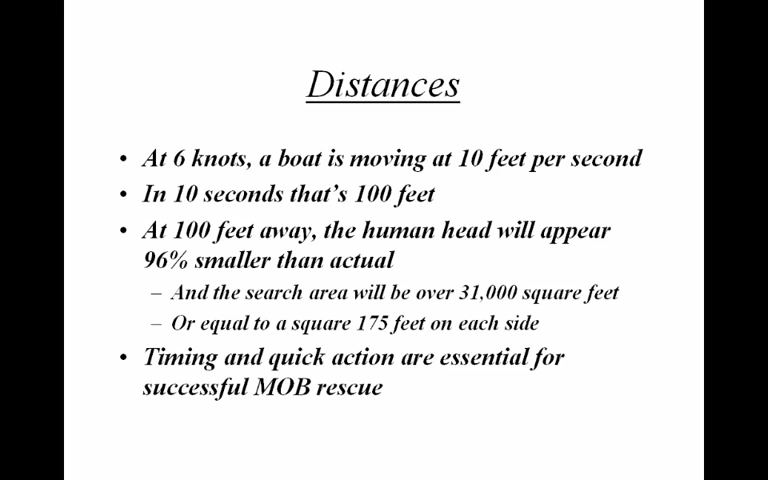 Distances
• At 6 knots, a boat is moving at 10 feet per second
• In 10 seconds that's 100 feet
• At 100 feet away, the human head will appear
96% smaller than actual
– And the search area will be over 31,000 square feet
– Or equal to a square 175 feet on each side
• Timing and quick action are essential for
successful MOB rescue